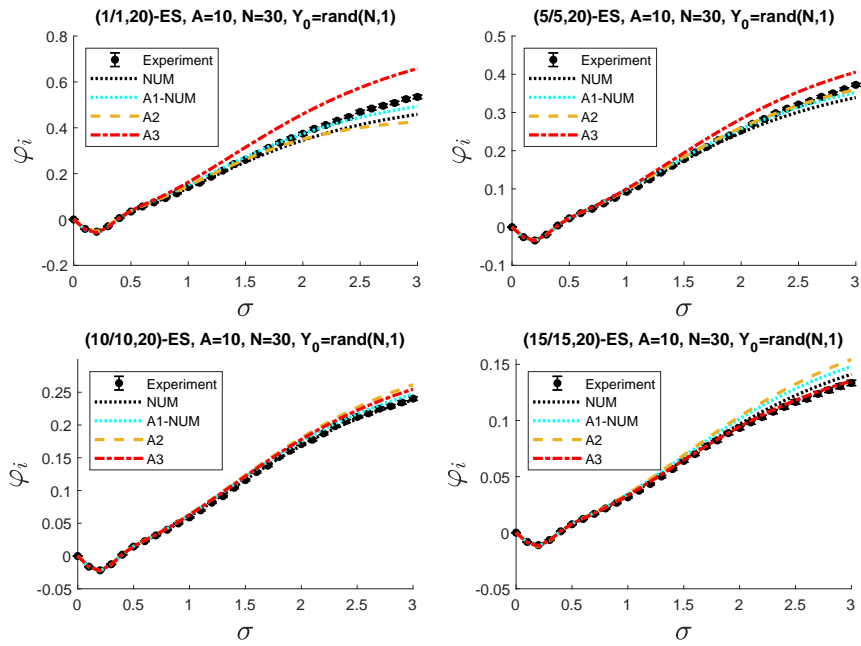 (1/1,20)-ES, A=10, N=30, Y₀=rand(N,1)
Experiment
NUM
A1-NUM
A2
A3
φᵢ
0.8
0.6
0.4
0.2
0
-0.2
0 0.5 1 1.5 2 2.5 3
σ
(5/5,20)-ES, A=10, N=30, Y₀=rand(N,1)
Experiment
NUM
A1-NUM
A2
A3
φᵢ
0.5
0.4
0.3
0.2
0.1
0
-0.1
0 0.5 1 1.5 2 2.5 3
σ
(10/10,20)-ES, A=10, N=30, Y₀=rand(N,1)
Experiment
NUM
A1-NUM
A2
A3
φᵢ
0.25
0.2
0.15
0.1
0.05
0
-0.05
0 0.5 1 1.5 2 2.5 3
σ
(15/15,20)-ES, A=10, N=30, Y₀=rand(N,1)
Experiment
NUM
A1-NUM
A2
A3
φᵢ
0.15
0.1
0.05
0
-0.05
0 0.5 1 1.5 2 2.5 3
σ